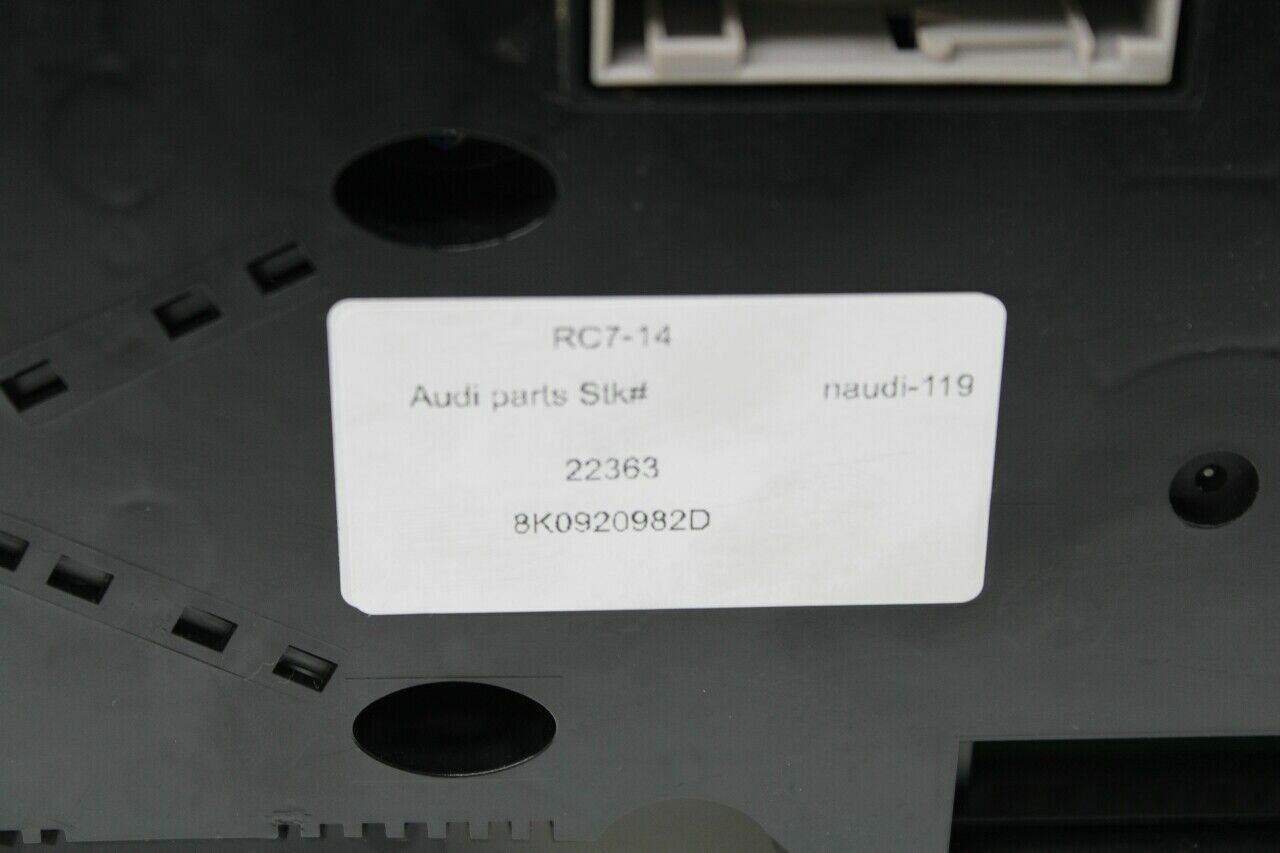 RC7-14
Audi parts Stk# naudi-119
22363
8K0920982D